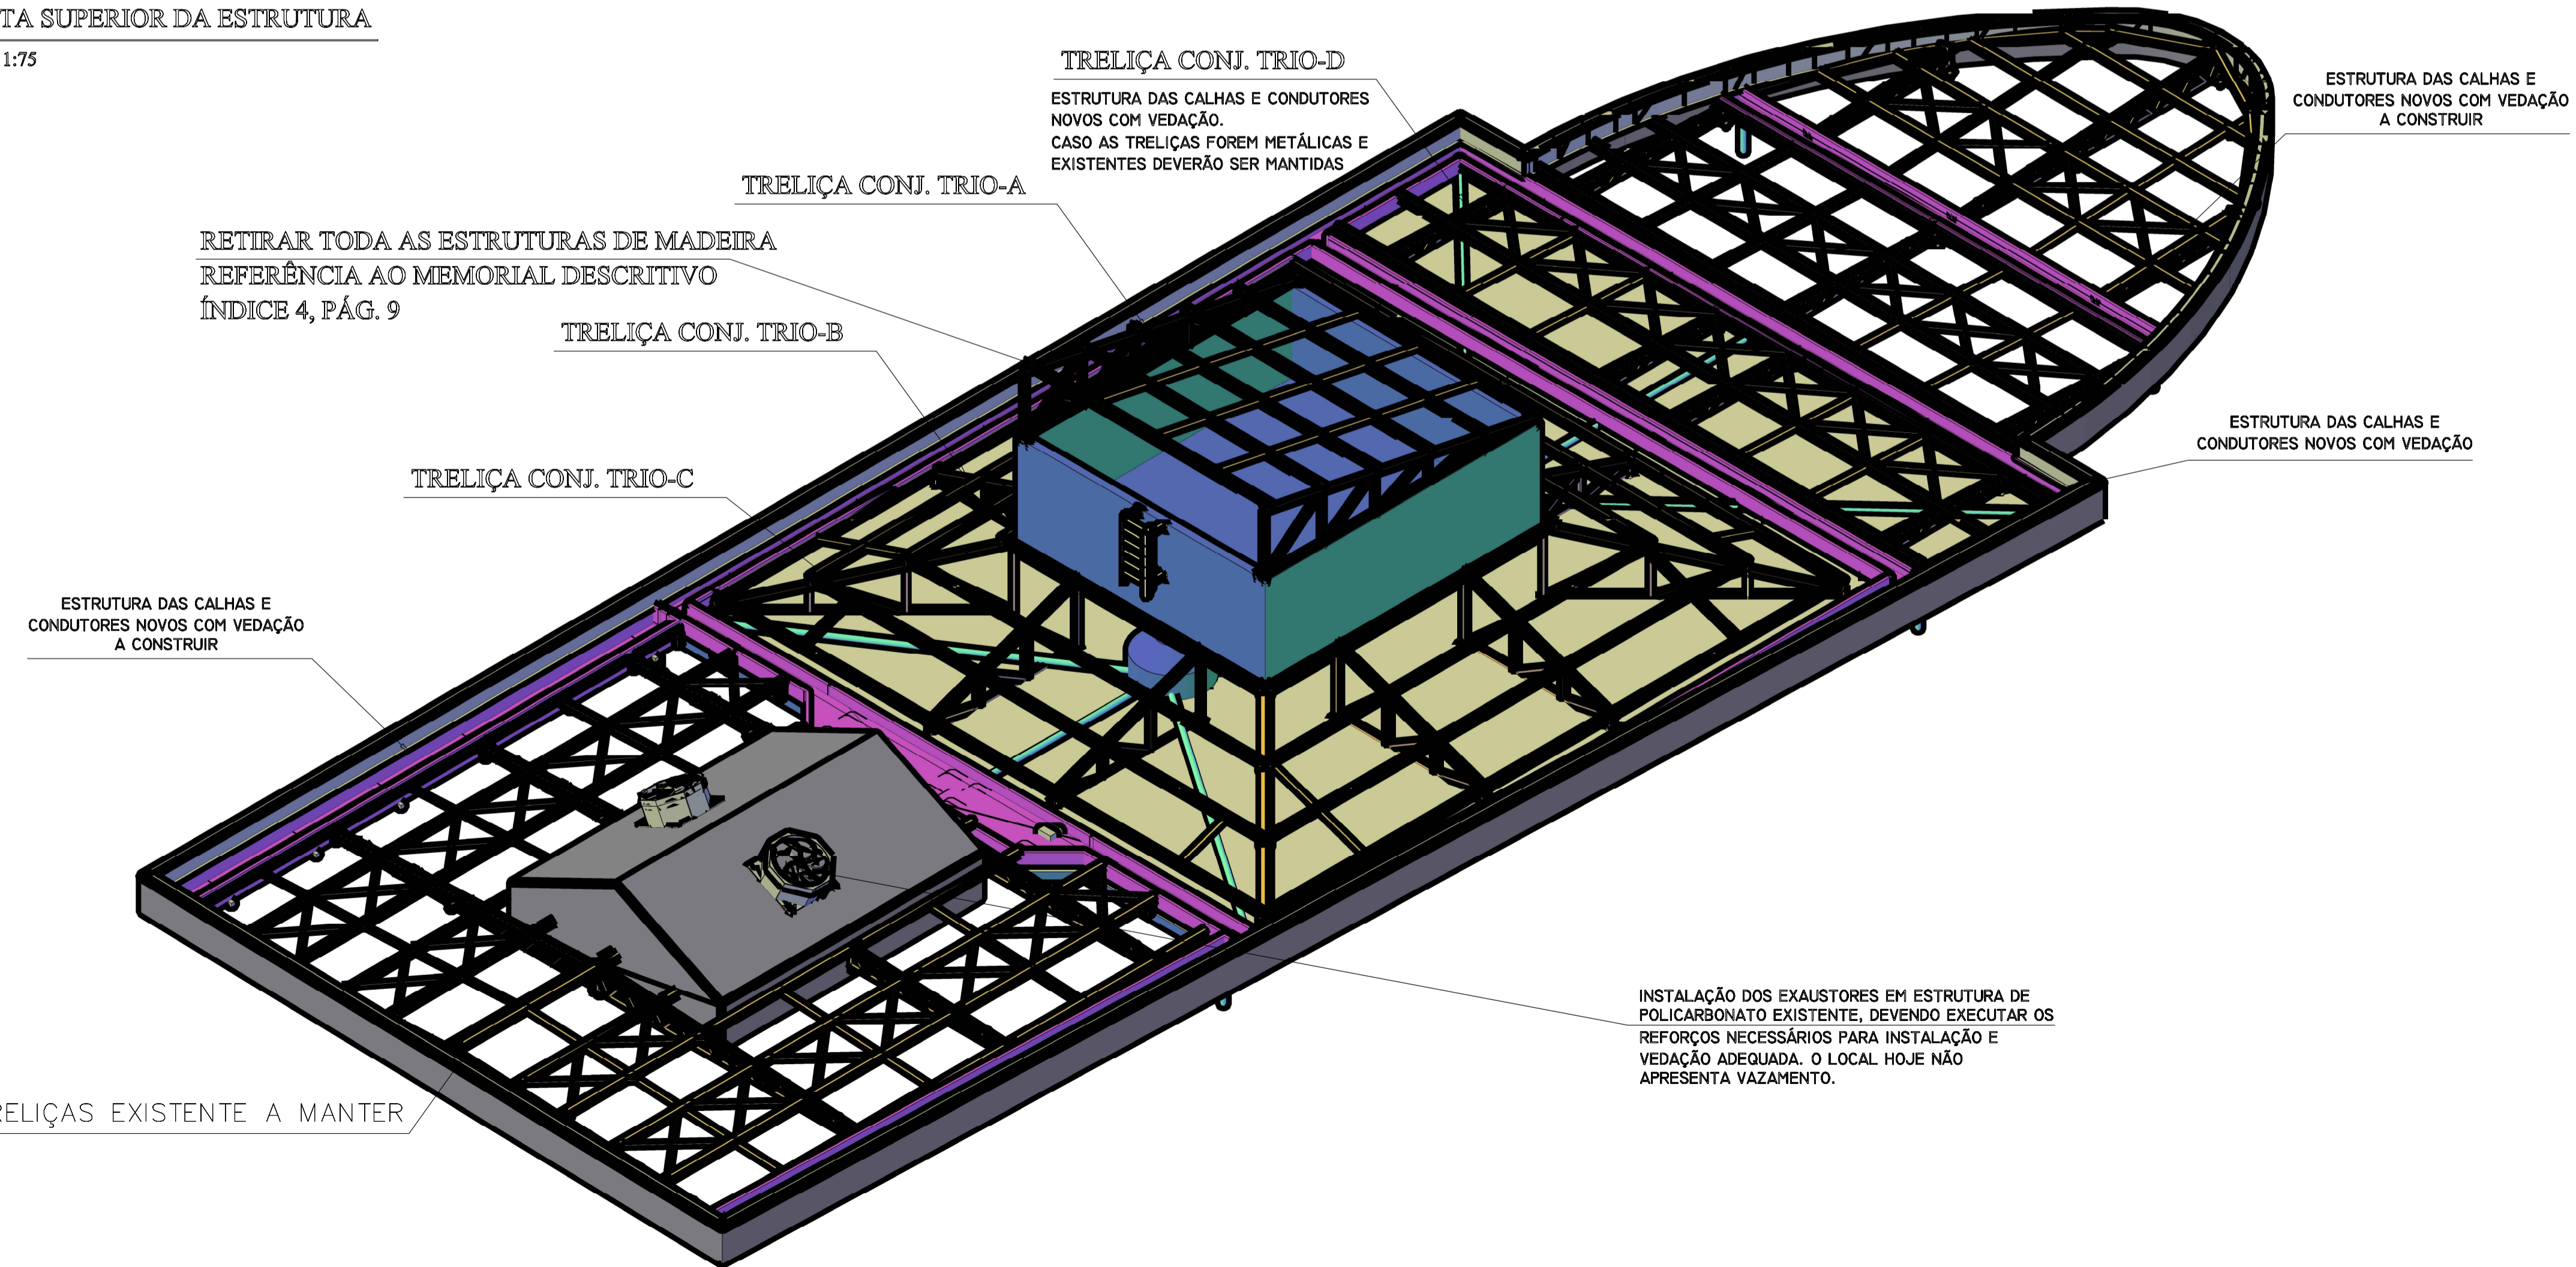 TA SUPERIOR DA ESTRUTURA
1:75
TRELIÇA CONJ. TRIO-D
ESTRUTURA DAS CALHAS E CONDUTORES
NOVOS COM VEDAÇÃO.
CASO AS TRELIÇAS FOREM METÁLICAS E
EXISTENTES DEVERÃO SER MANTIDAS
ESTRUTURA DAS CALHAS E
CONDUTORES NOVOS COM VEDAÇÃO
A CONSTRUIR
TRELIÇA CONJ. TRIO-A
RETIRAR TODA AS ESTRUTURAS DE MADEIRA
REFERÊNCIA AO MEMORIAL DESCRITIVO
ÍNDICE 4, PÁG. 9
TRELIÇA CONJ. TRIO-B
ESTRUTURA DAS CALHAS E
CONDUTORES NOVOS COM VEDAÇÃO
TRELIÇA CONJ. TRIO-C
ESTRUTURA DAS CALHAS E
CONDUTORES NOVOS COM VEDAÇÃO
A CONSTRUIR
INSTALAÇÃO DOS EXAUSTORES EM ESTRUTURA DE
POLICARBONATO EXISTENTE, DEVENDO EXECUTAR OS
REFORÇOS NECESSÁRIOS PARA INSTALAÇÃO E
VEDAÇÃO ADEQUADA. O LOCAL HOJE NÃO
APRESENTA VAZAMENTO.
RELIÇAS EXISTENTE A MANTER